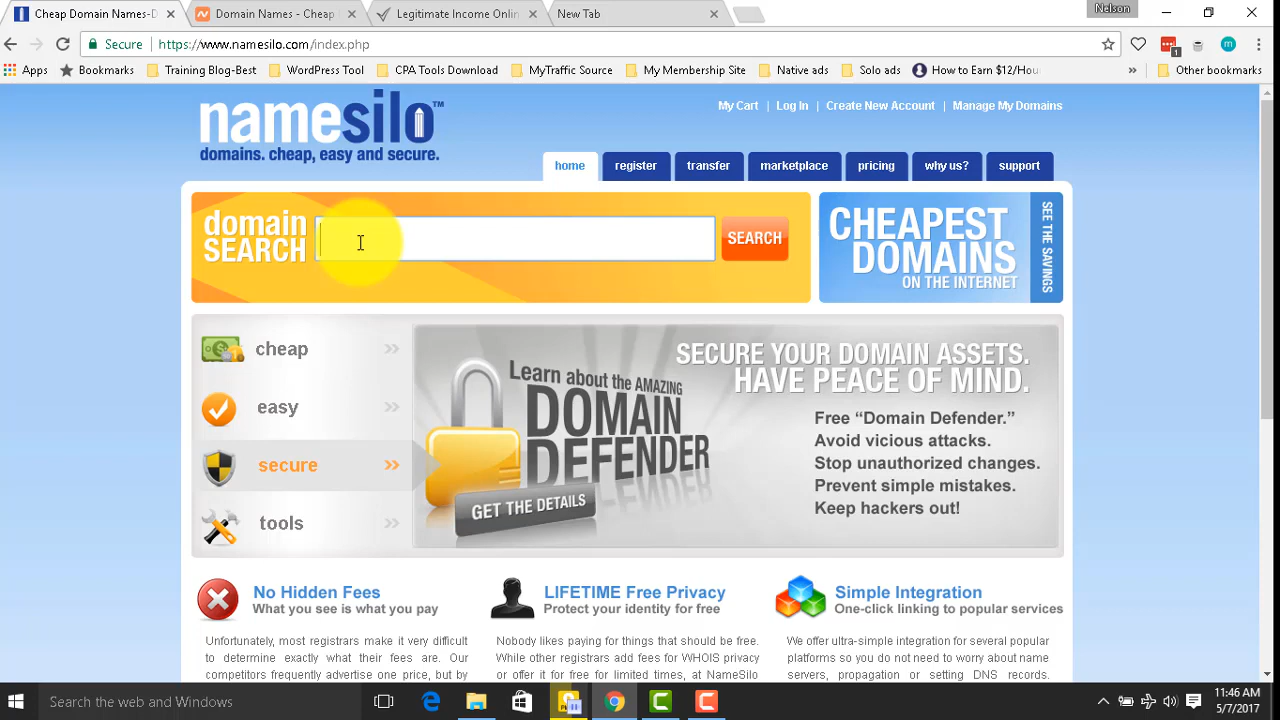 Cheap Domain Names-D
Domain Names - Cheap
Legitimate Income Onlin
New Tab
Nelson
Secure
https://www.namesilo.com/index.php
1
m
Apps
Bookmarks
Training Blog-Best
WordPress Tool
CPA Tools Download
MyTraffic Source
My Membership Site
Native ads
Solo ads
How to Earn $12/Hou
Other bookmarks
namesilo™
domains. cheap, easy and secure.
My Cart | Log In | Create New Account | Manage My Domains
home
register
transfer
marketplace
pricing
why us?
support
domain
SEARCH
SEARCH
CHEAPEST
DOMAINS
ON THE INTERNET
SEE THE SAVINGS
cheap
easy
secure
tools
Learn about the AMAZING
DOMAIN
DEFENDER
GET THE DETAILS
SECURE YOUR DOMAIN ASSETS.
HAVE PEACE OF MIND.
Free “Domain Defender.”
Avoid vicious attacks.
Stop unauthorized changes.
Prevent simple mistakes.
Keep hackers out!
No Hidden Fees
What you see is what you pay
Unfortunately, most registrars make it very difficult
to determine exactly what their fees are. Our
competitors frequently advertise one price, but by
LIFETIME Free Privacy
Protect your identity for free
Nobody likes paying for things that should be free.
While other registrars add fees for WHOIS privacy
or offer it for free for limited times, at NameSilo
Simple Integration
One-click linking to popular services
We offer ultra-simple integration for several popular
platforms so you do not need to worry about name
servers, propagation or setting DNS records.
Search the web and Windows
11:46 AM
5/7/2017